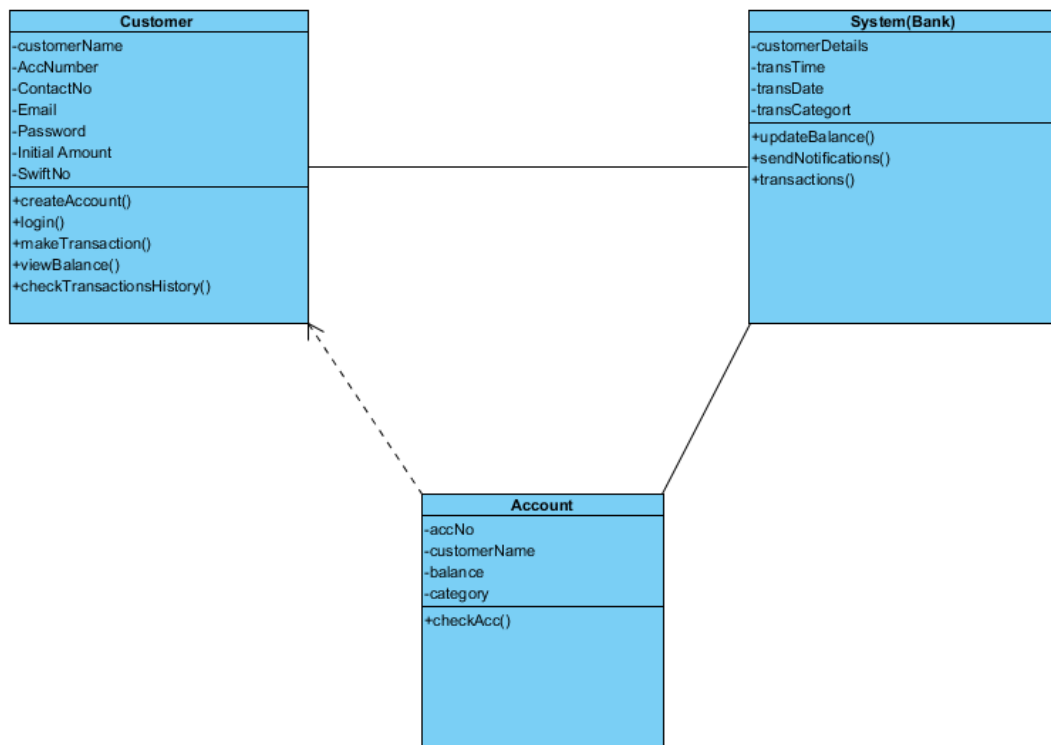 Customer
-customerName
-AccNumber
-ContactNo
-Email
-Password
-Initial Amount
-SwiftNo
+createAccount()
+login()
+makeTransaction()
+viewBalance()
+checkTransactionsHistory()
System(Bank)
-customerDetails
-transTime
-transDate
-transCategort
+updateBalance()
+sendNotifications()
+transactions()
Account
-accNo
-customerName
-balance
-category
+checkAcc()